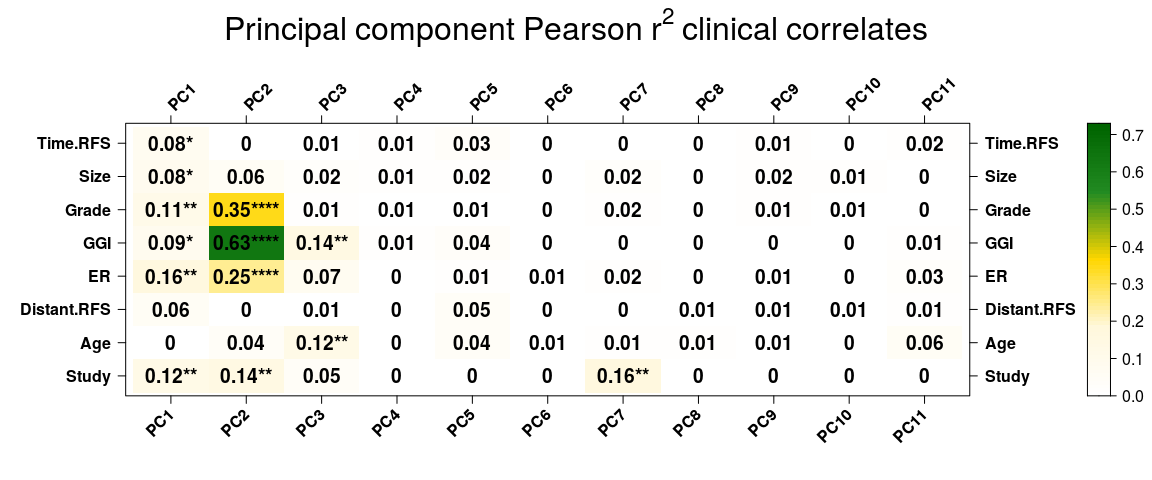 Principal component Pearson r² clinical correlates
PC1 PC2 PC3 PC4 PC5 PC6 PC7 PC8 PC9 PC10 PC11
Time.RFS 0.08* 0 0.01 0.01 0.03 0 0 0 0.01 0 0.02 Time.RFS
Size 0.08* 0.06 0.02 0.01 0.02 0 0.02 0 0.02 0.01 0 Size
Grade 0.11** 0.35**** 0.01 0.01 0.01 0 0.02 0 0.01 0.01 0 Grade
GGI 0.09* 0.63**** 0.14** 0.01 0.04 0 0 0 0 0 0.01 GGI
ER 0.16** 0.25**** 0.07 0 0.01 0.01 0.02 0 0.01 0 0.03 ER
Distant.RFS 0.06 0 0.01 0 0.05 0 0 0.01 0.01 0.01 0.01 Distant.RFS
Age 0 0.04 0.12** 0 0.04 0.01 0.01 0.01 0.01 0 0.06 Age
Study 0.12** 0.14** 0.05 0 0 0 0.16** 0 0 0 0 Study
PC1 PC2 PC3 PC4 PC5 PC6 PC7 PC8 PC9 PC10 PC11
0.7
0.6
0.5
0.4
0.3
0.2
0.1
0.0